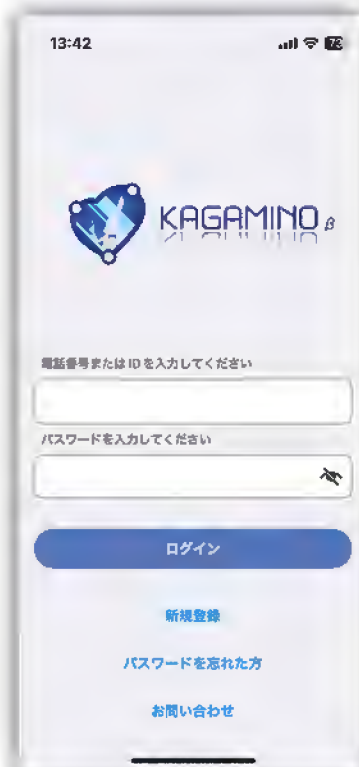 13:42
73
KAGAMINO β
電話番号またはIDを入力してください
パスワードを入力してください
ログイン
新規登録
パスワードを忘れた方
お問い合わせ